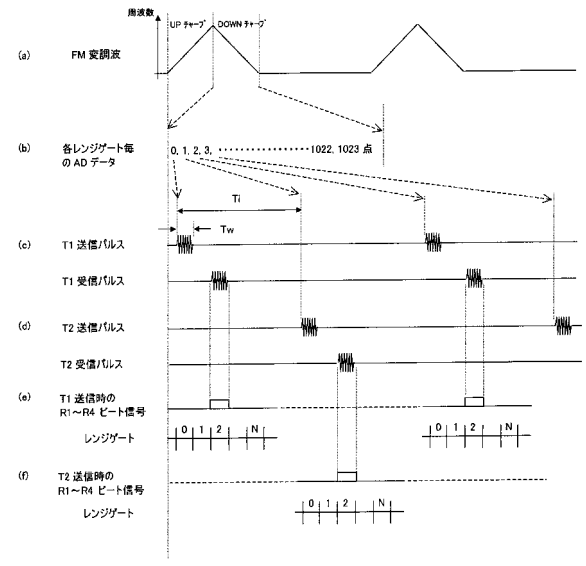 周波数
UP チャープ DOWN チャープ
(a) FM 変調波
(b) 各レンジゲート毎
の AD データ
0, 1, 2, 3, ・・・・・・・・・・・・・・・・1022, 1023 点
Ti
Tw
(c) T1 送信パルス
T1 受信パルス
(d) T2 送信パルス
T2 受信パルス
(e) T1 送信時の
R1～R4 ビート信号
レンジゲート
0 1 2 N
0 1 2 N
(f) T2 送信時の
R1～R4 ビート信号
レンジゲート
0 1 2 N